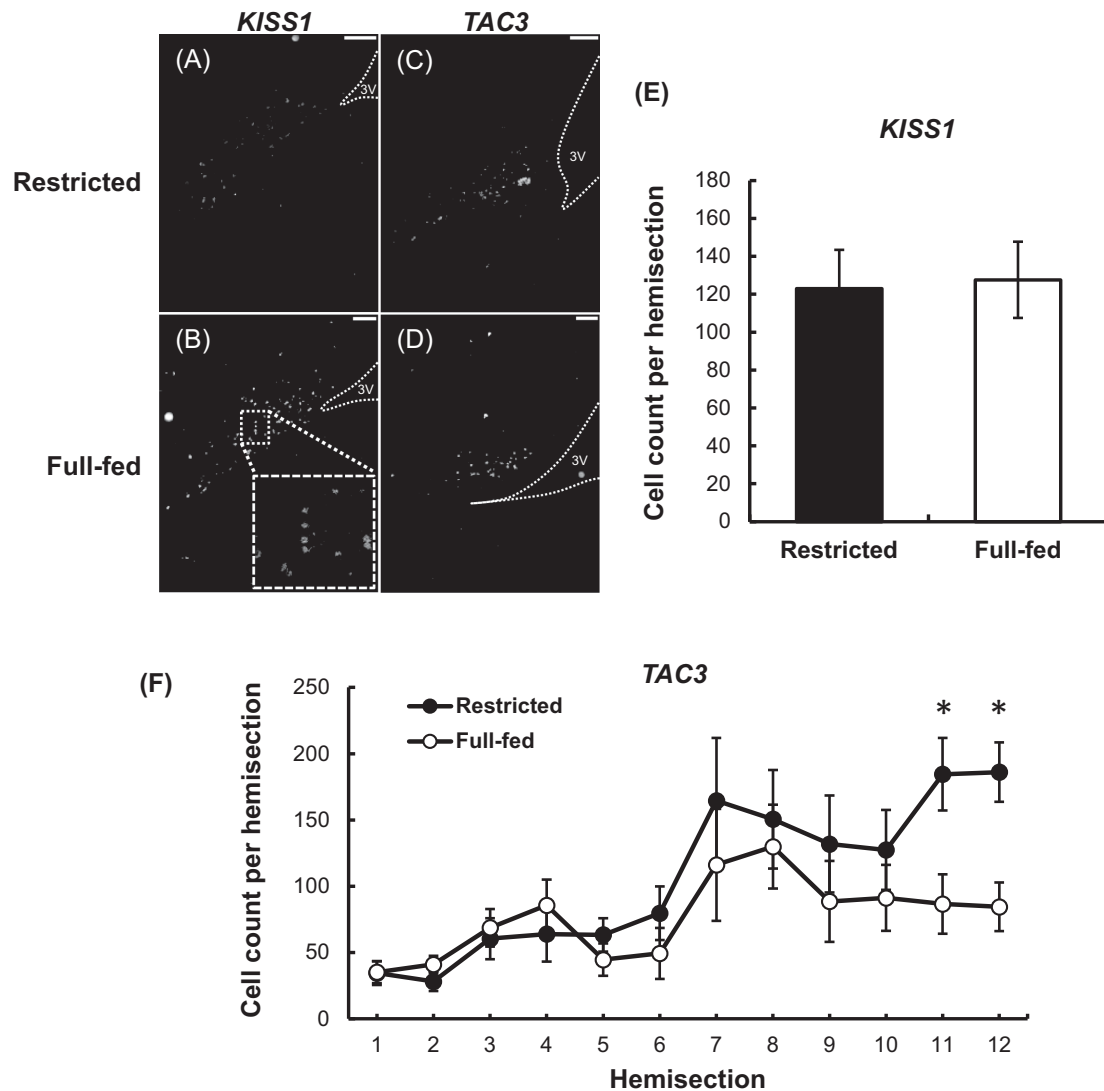 KISS1 TAC3
(A) (C)
3V 3V
Restricted
(B) (D)
3V 3V
Full-fed
(E)
KISS1
180
160
140
120
100
80
60
40
20
0
Cell count per hemisection
Restricted Full-fed
(F)
TAC3
250
200
150
100
50
0
Cell count per hemisection
Restricted
Full-fed
* *
1 2 3 4 5 6 7 8 9 10 11 12
Hemisection